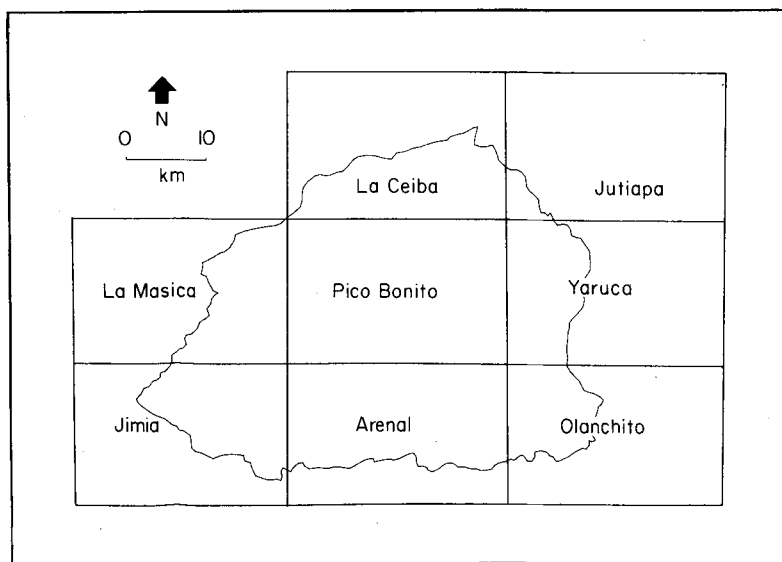 N
0 10
km
La Ceiba
Jutiapa
La Masica
Pico Bonito
Yaruca
Jimia
Arenal
Olanchito